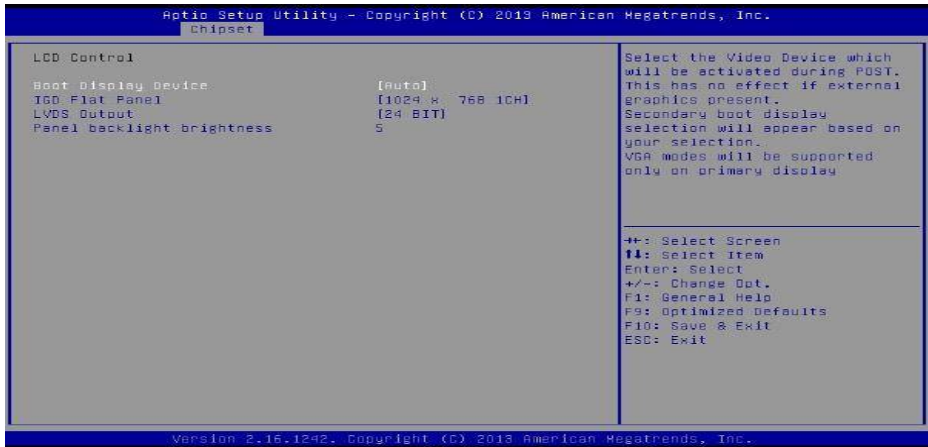 Aptio Setup Utility – Copyright (C) 2013 American Megatrends, Inc.
Chipset
LCD Control
Boot Display Device [Auto]
IGD Flat Panel [1024 x 768 1CH]
LVDS Output [24 BIT]
Panel backlight brightness 5
Select the Video Device which
will be activated during POST.
This has no effect if external
graphics present.
Secondary boot display
selection will appear based on
your selection.
VGA modes will be supported
only on primary display
→←: Select Screen
↑↓: Select Item
Enter: Select
+/-: Change Opt.
F1: General Help
F9: Optimized Defaults
F10: Save & Exit
ESC: Exit
Version 2.16.1242. Copyright (C) 2013 American Megatrends, Inc.